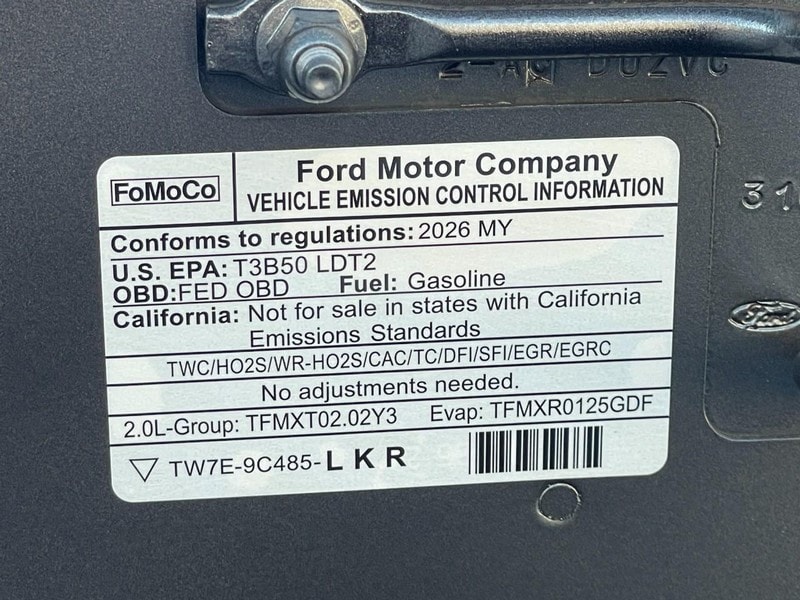 FoMoCo
Ford Motor Company
VEHICLE EMISSION CONTROL INFORMATION
Conforms to regulations: 2026 MY
U.S. EPA: T3B50 LDT2
OBD:FED OBD Fuel: Gasoline
California: Not for sale in states with California
Emissions Standards
TWC/HO2S/WR-HO2S/CAC/TC/DFI/SFI/EGR/EGRC
No adjustments needed.
2.0L-Group: TFMXT02.02Y3 Evap: TFMXR0125GDF
TW7E-9C485-LKR
31
Ford